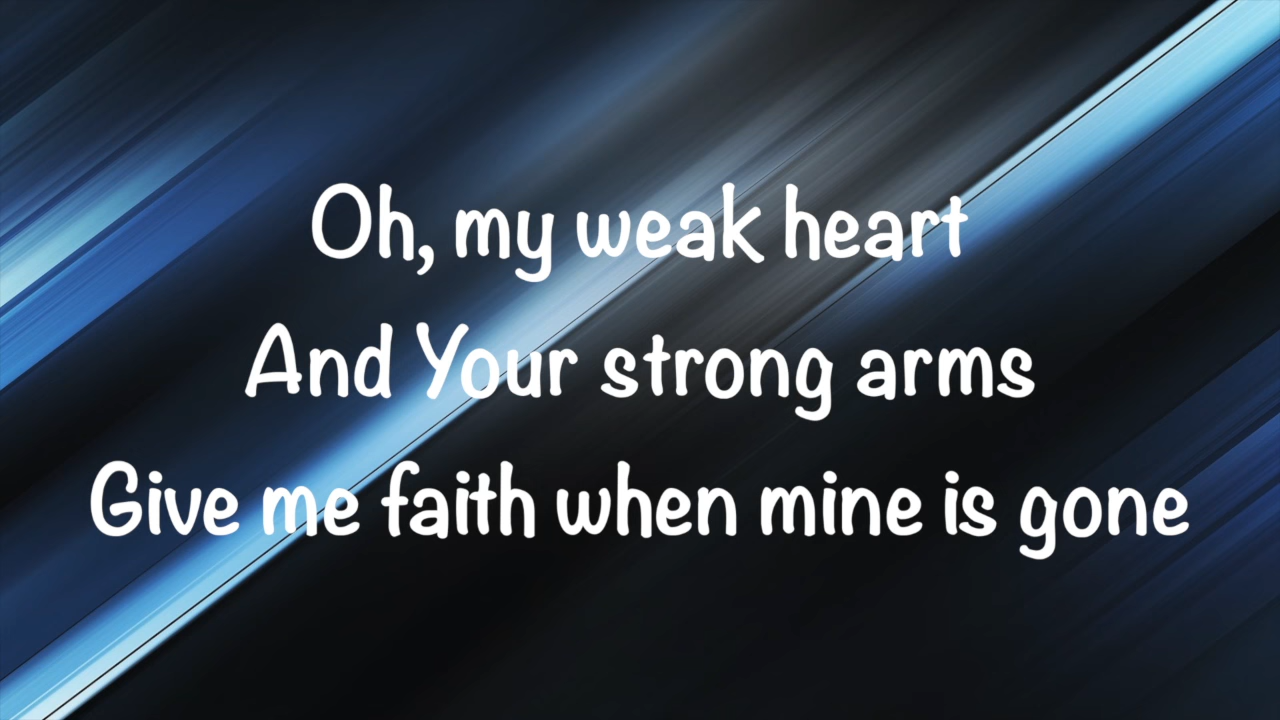 Oh, my weak heart
And Your strong arms
Give me faith when mine is gone